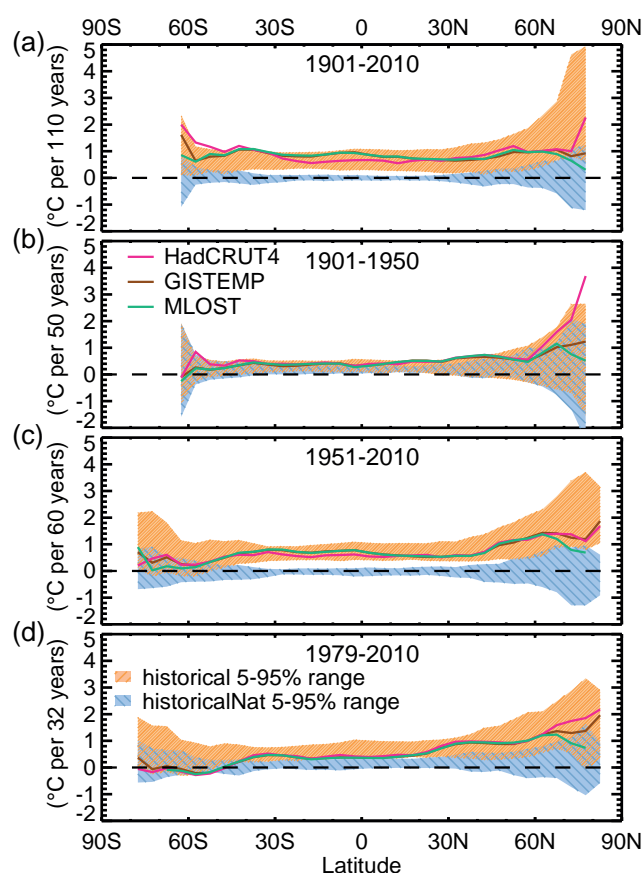 90S 60S 30S 0 30N 60N 90N
(a)
1901-2010
(°C per 110 years)
5
4
3
2
1
0
-1
-2
(b)
1901-1950
HadCRUT4
GISTEMP
MLOST
(°C per 50 years)
5
4
3
2
1
0
-1
-2
(c)
1951-2010
(°C per 60 years)
5
4
3
2
1
0
-1
-2
(d)
1979-2010
historical 5-95% range
historicalNat 5-95% range
(°C per 32 years)
5
4
3
2
1
0
-1
-2
90S 60S 30S 0 30N 60N 90N
Latitude